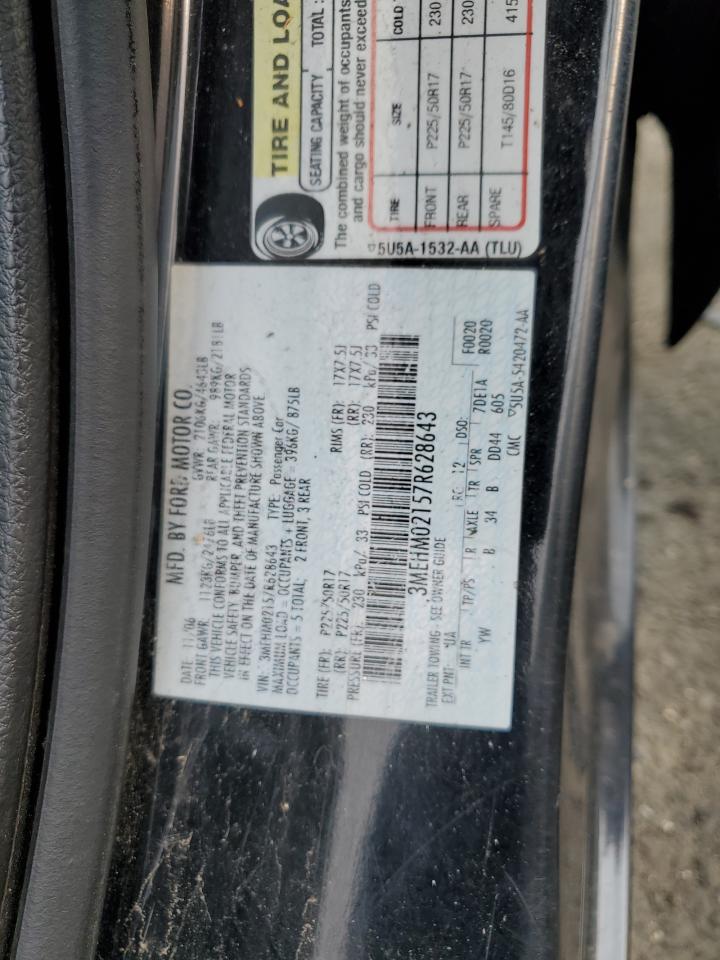 TIRE AND LOA
SEATING CAPACITY TOTAL :
The combined weight of occupants
and cargo should never exceed
TIRE SIZE COLD
FRONT P225/50R17 230
REAR P225/50R17 230
SPARE T145/80D16 415
5U5A-1532-AA (TLU)
MFD. BY FORD MOTOR CO.
DATE: 11/06 GVWR: 2106KG/4643LB
FRONT GAWR: REAR GAWR: 989KG/2181LB
THIS VEHICLE CONFORMS TO ALL APPLICABLE FEDERAL MOTOR
VEHICLE SAFETY, BUMPER, AND THEFT PREVENTION STANDARDS
IN EFFECT ON THE DATE OF MANUFACTURE SHOWN ABOVE
VIN: 3MEHM02157R628643 TYPE: Passenger Car
MAXIMUM LOAD = OCCUPANTS + LUGGAGE = 396KG/ 875LB
OCCUPANTS = 5 TOTAL; 2 FRONT, 3 REAR
TIRE (FR): P225/50R17 RIMS (FR): 17X7.5J
(RR): P225/50R17 (RR): 17X7.5J
PRESSURE (FR): 230 kPa/ 33 PSI COLD (RR): 230 kPa/ 33 PSI COLD
3MEHM02157R628643
TRAILER TOWING - SEE OWNER GUIDE
EXT PNT: UA RC: 12 DSO: F0020
INT TR TP/PS R AXLE TR SPR R0020
YW B 34 B DD44 7DE1A 605
CMC 5U5A-5420472-AA